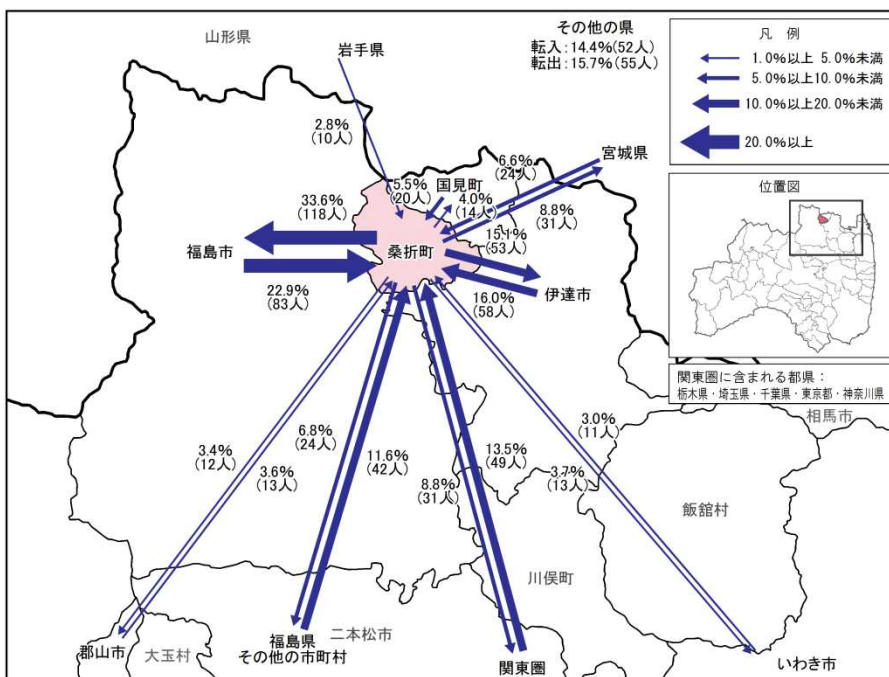 山形県
岩手県
その他の県
転入：14.4%(52人)
転出：15.7%(55人)
凡　例
1.0%以上 5.0%未満
5.0%以上10.0%未満
10.0%以上20.0%未満
20.0%以上
2.8%
(10人)
宮城県
6.6%
(24人)
国見町
5.5%
(20人)
4.0%
(14人)
8.8%
(31人)
位置図
33.6%
(118人)
15.1%
(53人)
福島市
桑折町
伊達市
22.9%
(83人)
16.0%
(58人)
関東圏に含まれる都県：
栃木県・埼玉県・千葉県・東京都・神奈川県
相馬市
3.4%
(12人)
3.6%
(13人)
6.8%
(24人)
11.6%
(42人)
8.8%
(31人)
13.5%
(49人)
3.0%
(11人)
3.7%
(13人)
飯舘村
川俣町
郡山市
大玉村
福島県
その他の市町村
二本松市
関東圏
いわき市